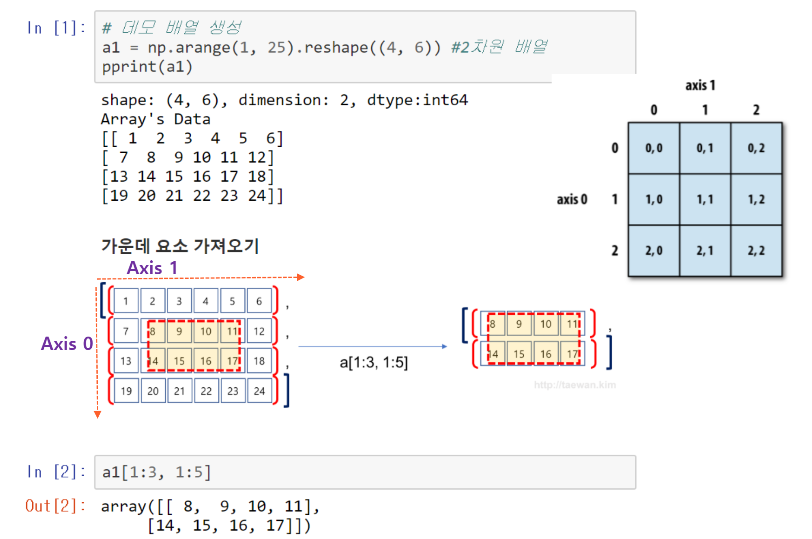 In [1]:
# 데모 배열 생성
a1 = np.arange(1, 25).reshape((4, 6)) #2차원 배열
pprint(a1)
shape: (4, 6), dimension: 2, dtype:int64
Array's Data
[[ 1  2  3  4  5  6]
[ 7  8  9 10 11 12]
[13 14 15 16 17 18]
[19 20 21 22 23 24]]
axis 1
0 1 2
0 0, 0 0, 1 0, 2
axis 0 1 1, 0 1, 1 1, 2
2 2, 0 2, 1 2, 2
가운데 요소 가져오기
Axis 1
Axis 0
[( 1 2 3 4 5 6 ) ,
( 7 8 9 10 11 12 ) ,
( 13 14 15 16 17 18 ) ,
( 19 20 21 22 23 24 ) ]
a[1:3, 1:5]
[( 8 9 10 11 ) ,
( 14 15 16 17 ) ]
http://taewan.kim
In [2]:
a1[1:3, 1:5]
Out[2]:
array([[ 8,  9, 10, 11],
[14, 15, 16, 17]])